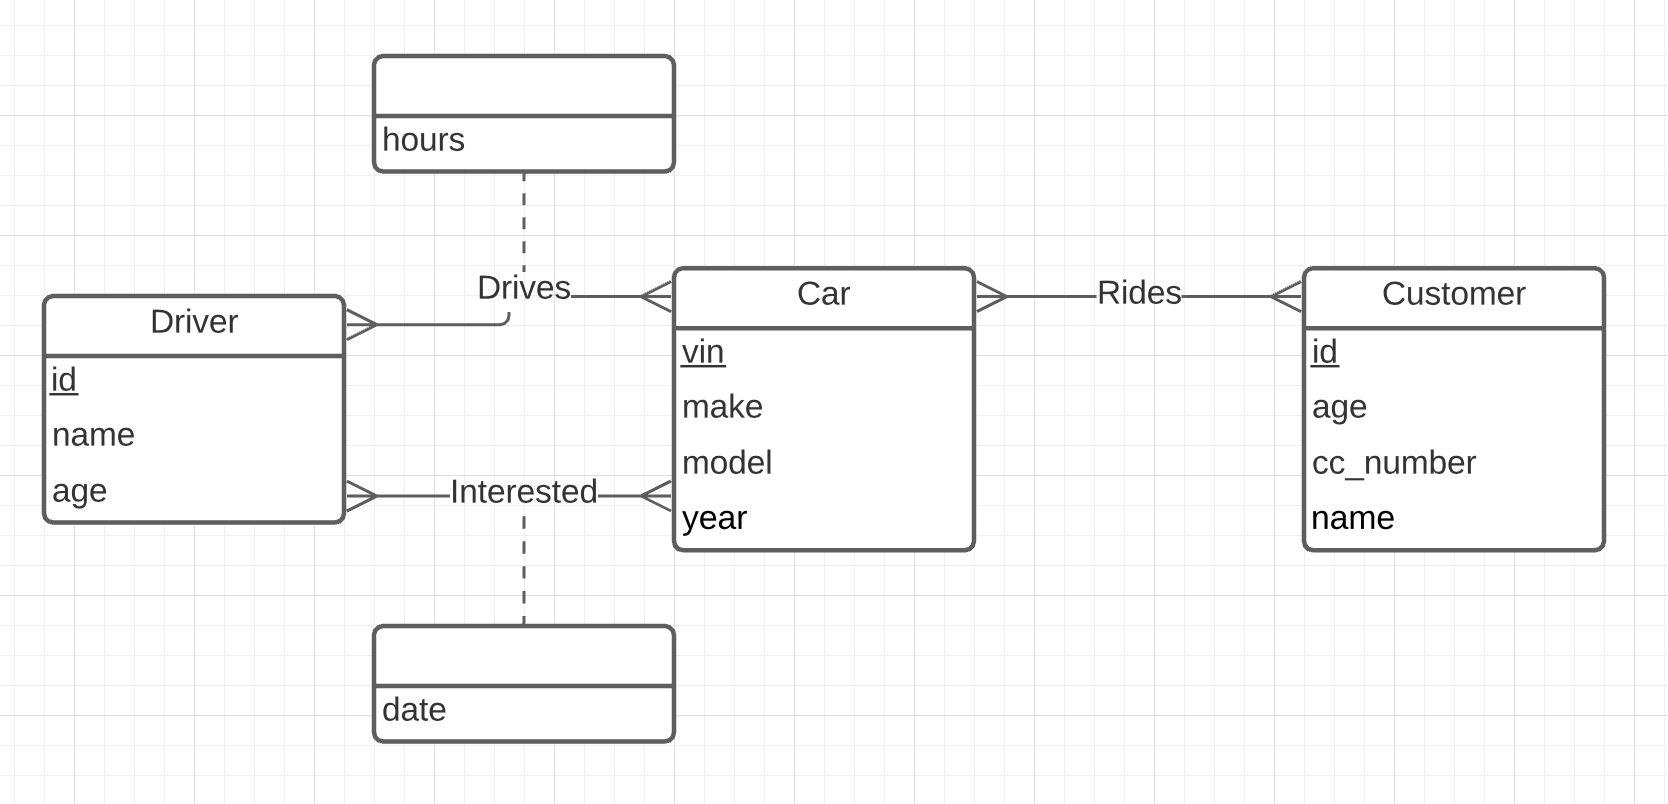 hours
Drives
Driver
id
name
age
Interested
date
Car
vin
make
model
year
Rides
Customer
id
age
cc_number
name